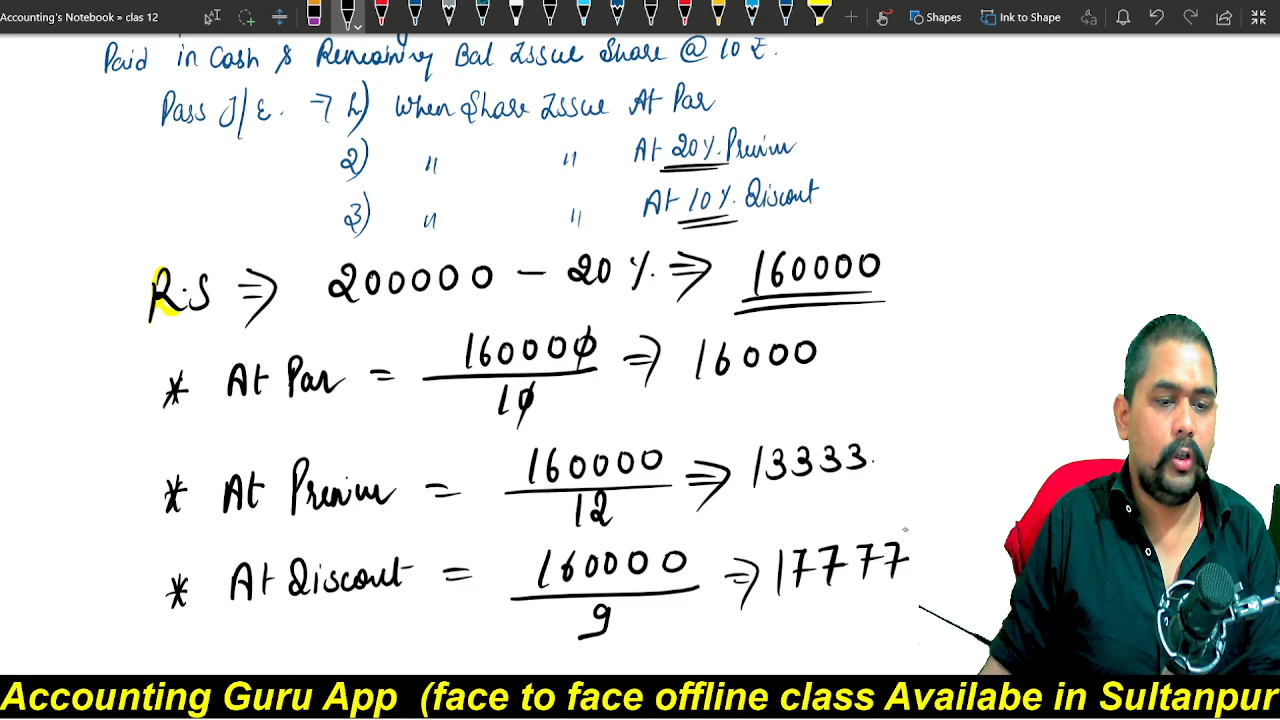 Accounting's Notebook » clas 12
Shapes
Ink to Shape
Paid in Cash & Remaining Bal Issue Share @ 10 ₹.
Pass J/E. → 1) When Share Issue At Par
2) " " At 20%. Premium
3) " " At 10%. Discout
R.S ⇒ 200000 - 20%. ⇒ 160000
* At Par = 160000 / 10 ⇒ 16000
* At Premium = 160000 / 12 ⇒ 13333.
* At Discout = 160000 / 9 ⇒ 17777
Accounting Guru App (face to face offline class Availabe in Sultanpur